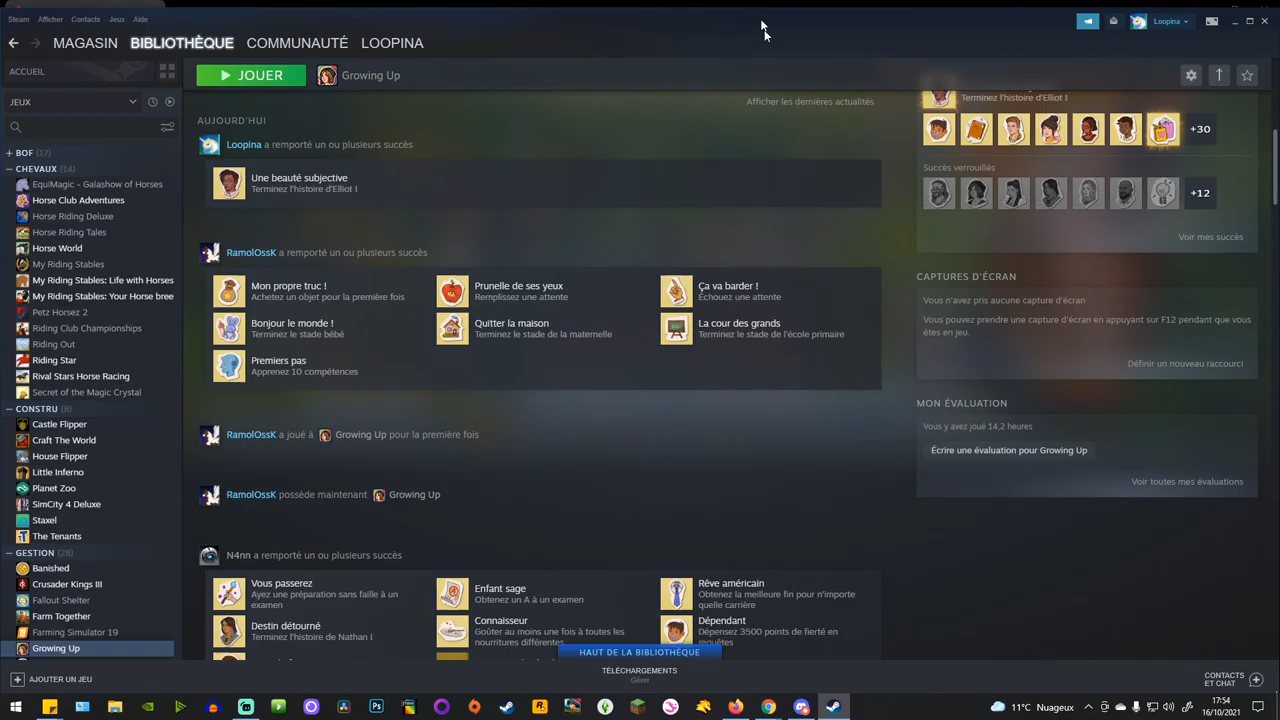 Steam Afficher Contacts Jeux Aide
Loopina
MAGASIN BIBLIOTHÈQUE COMMUNAUTÉ LOOPINA
ACCUEIL
JOUER
Growing Up
JEUX
BOF (17)
CHEVAUX (14)
EquiMagic - Galashow of Horses
Horse Club Adventures
Horse Riding Deluxe
Horse Riding Tales
Horse World
My Riding Stables
My Riding Stables: Life with Horses
My Riding Stables: Your Horse bree
Petz Horsez 2
Riding Club Championships
Riding Out
Riding Star
Rival Stars Horse Racing
Secret of the Magic Crystal
CONSTRU (8)
Castle Flipper
Craft The World
House Flipper
Little Inferno
Planet Zoo
SimCity 4 Deluxe
Staxel
The Tenants
GESTION (28)
Banished
Crusader Kings III
Fallout Shelter
Farm Together
Farming Simulator 19
Growing Up
AJOUTER UN JEU
Afficher les dernières actualités
AUJOURD'HUI
Loopina a remporté un ou plusieurs succès
Une beauté subjective
Terminez l'histoire d'Elliot !
RamolOssK a remporté un ou plusieurs succès
Mon propre truc !
Achetez un objet pour la première fois
Prunelle de ses yeux
Remplissez une attente
Ça va barder !
Échouez une attente
Bonjour le monde !
Terminez le stade bébé
Quitter la maison
Terminez le stade de la maternelle
La cour des grands
Terminez le stade de l'école primaire
Premiers pas
Apprenez 10 compétences
RamolOssK a joué à Growing Up pour la première fois
RamolOssK possède maintenant Growing Up
N4nn a remporté un ou plusieurs succès
Vous passerez
Ayez une préparation sans faille à un
examen
Enfant sage
Obtenez un A à un examen
Rêve américain
Obtenez la meilleure fin pour n'importe
quelle carrière
Destin détourné
Terminez l'histoire de Nathan !
Connaisseur
Goûter au moins une fois à toutes les
nourritures différentes
Dépendant
Dépensez 3500 points de fierté en
requêtes
HAUT DE LA BIBLIOTHÈQUE
TÉLÉCHARGEMENTS
Gérer
Terminez l'histoire d'Elliot !
+30
Succès verrouillés
+12
Voir mes succès
CAPTURES D'ÉCRAN
Vous n'avez pris aucune capture d'écran
Vous pouvez prendre une capture d'écran en appuyant sur F12 pendant que vous
êtes en jeu.
Définir un nouveau raccourci
MON ÉVALUATION
Vous y avez joué 14,2 heures
Écrire une évaluation pour Growing Up
Voir toutes mes évaluations
CONTACTS
ET CHAT
11°C Nuageux
17:54
16/10/2021